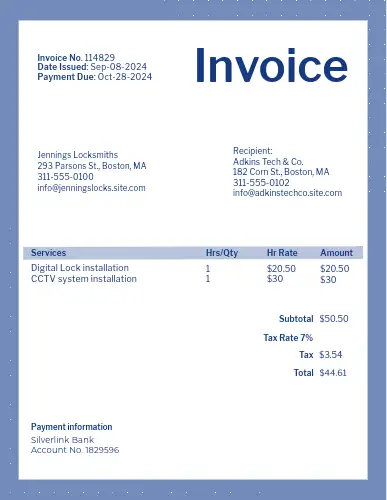 Invoice
Invoice No. 114829
Date Issued: Sep-08-2024
Payment Due: Oct-28-2024
Jennings Locksmiths
293 Parsons St., Boston, MA
311-555-0100
info@jenningslocks.site.com
Recipient:
Adkins Tech & Co.
182 Corn St., Boston, MA
311-555-0102
info@adkinstechco.site.com
Services Hrs/Qty Hr Rate Amount
Digital Lock installation 1 $20.50 $20.50
CCTV system installation 1 $30 $30
Subtotal $50.50
Tax Rate 7%
Tax $3.54
Total $44.61
Payment information
Silverlink Bank
Account No. 1829596